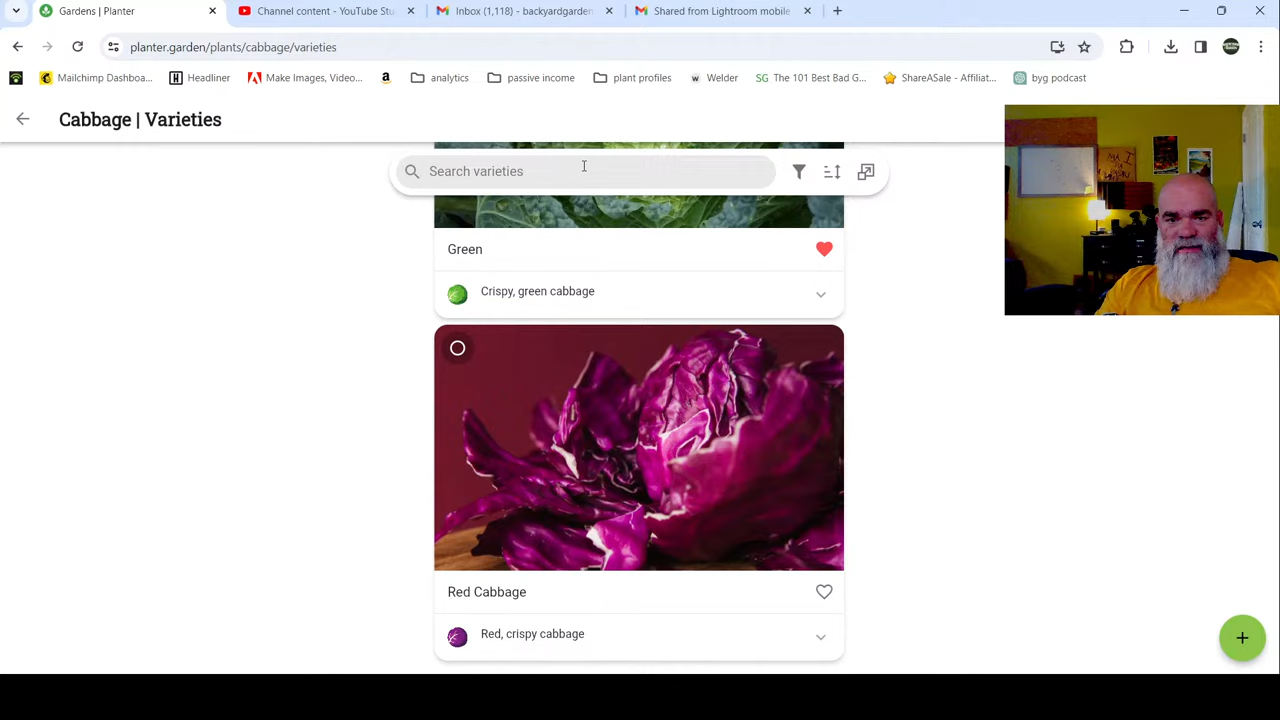 Gardens | Planter
Channel content - YouTube Stu
Inbox (1,118) - backyardgarden
Shared from Lightroom mobile
planter.garden/plants/cabbage/varieties
Mailchimp Dashboa...
Headliner
Make Images, Video...
analytics
passive income
plant profiles
Welder
The 101 Best Bad G...
ShareASale - Affiliat...
byg podcast
Cabbage | Varieties
Search varieties
Green
Crispy, green cabbage
Red Cabbage
Red, crispy cabbage